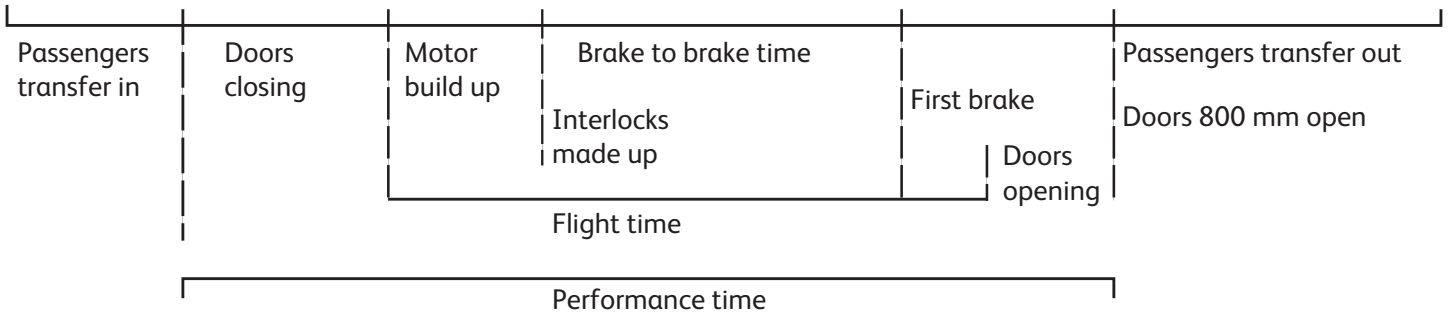 Passengers
transfer in
Doors
closing
Motor
build up
Brake to brake time
Interlocks
made up
First brake
Doors
opening
Passengers transfer out
Doors 800 mm open
Flight time
Performance time